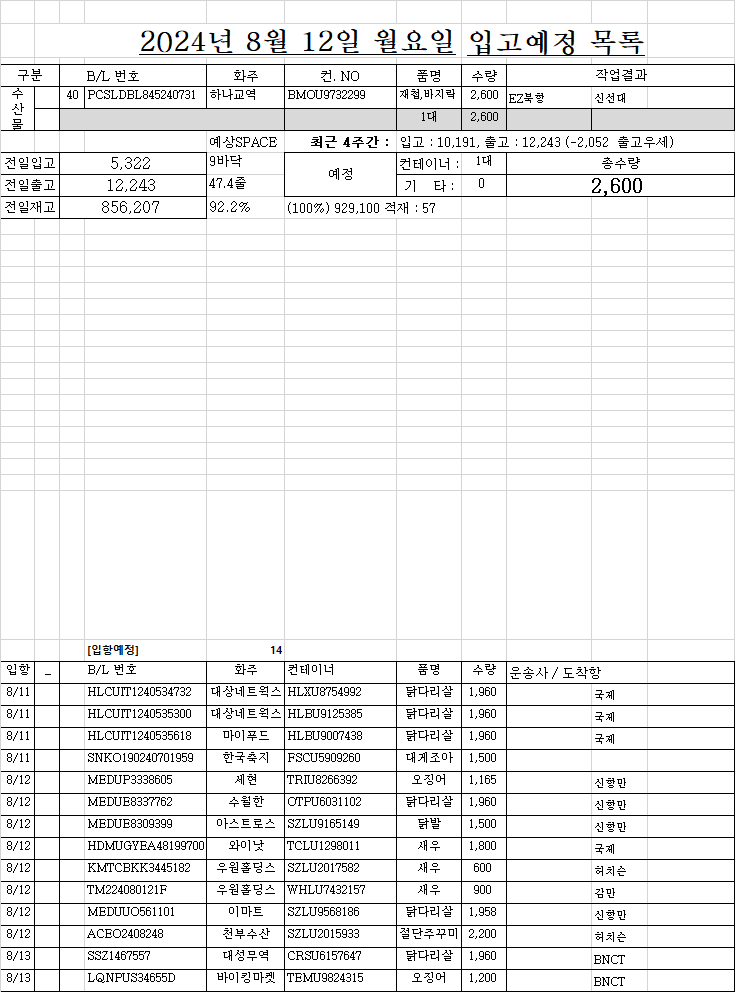 2024년 8월 12일 월요일 입고예정 목록
구분 B/L 번호 화주 컨. NO 품명 수량 작업결과
수산물 40 PCSLDBL845240731 하나교역 BMOU9732299 재첩,바지락 2,600 EZ북항 신선대
1대 2,600
예상SPACE 최근 4주간 : 입고 : 10,191, 출고 : 12,243 (-2,052 출고우세)
전일입고 5,322 9바닥 예정 컨테이너 : 1대 총수량
전일출고 12,243 47.4줄 기 타 : 0 2,600
전일재고 856,207 92.2% (100%) 929,100 적재 : 57
[입항예정] 14
입항 _ B/L 번호 화주 컨테이너 품명 수량 운송사 / 도착항
8/11 HLCUIT1240534732 대상네트웍스 HLXU8754992 닭다리살 1,960 국제
8/11 HLCUIT1240535300 대상네트웍스 HLBU9125385 닭다리살 1,960 국제
8/11 HLCUIT1240535618 마이푸드 HLBU9007438 닭다리살 1,960 국제
8/11 SNKO190240701959 한국축지 FSCU5909260 대게조아 1,500
8/12 MEDUP3338605 세현 TRIU8266392 오징어 1,165 신항만
8/12 MEDUE8337762 수월한 OTPU6031102 닭다리살 1,960 신항만
8/12 MEDUE8309399 아스트로스 SZLU9165149 닭발 1,500 신항만
8/12 HDMUGYEA48199700 와이낫 TCLU1298011 새우 1,800 국제
8/12 KMTCBKK3445182 우원홀딩스 SZLU2017582 새우 600 허치슨
8/12 TM224080121F 우원홀딩스 WHLU7432157 새우 900 감만
8/12 MEDUUO561101 이마트 SZLU9568186 닭다리살 1,958 신항만
8/12 ACEO2408248 천부수산 SZLU2015933 절단주꾸미 2,200 허치슨
8/13 SSZ1467557 대성무역 CRSU6157647 닭다리살 1,960 BNCT
8/13 LQNPUS34655D 바이킹마켓 TEMU9824315 오징어 1,200 BNCT